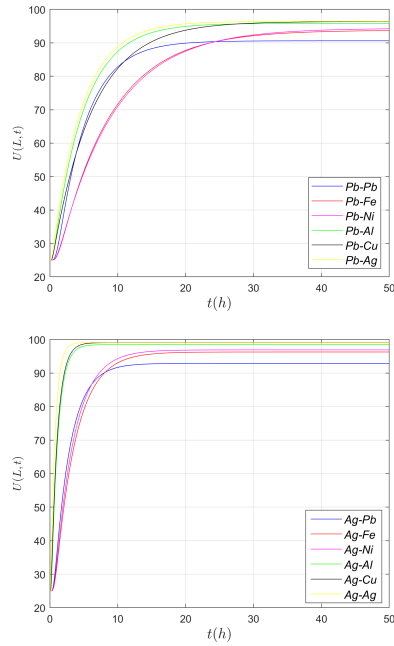 100
90
80
70
60
50
40
30
20
U(L,t)
Pb-Pb
Pb-Fe
Pb-Ni
Pb-Al
Pb-Cu
Pb-Ag
0 10 20 30 40 50
t(h)
100
90
80
70
60
50
40
30
20
U(L,t)
Ag-Pb
Ag-Fe
Ag-Ni
Ag-Al
Ag-Cu
Ag-Ag
0 10 20 30 40 50
t(h)